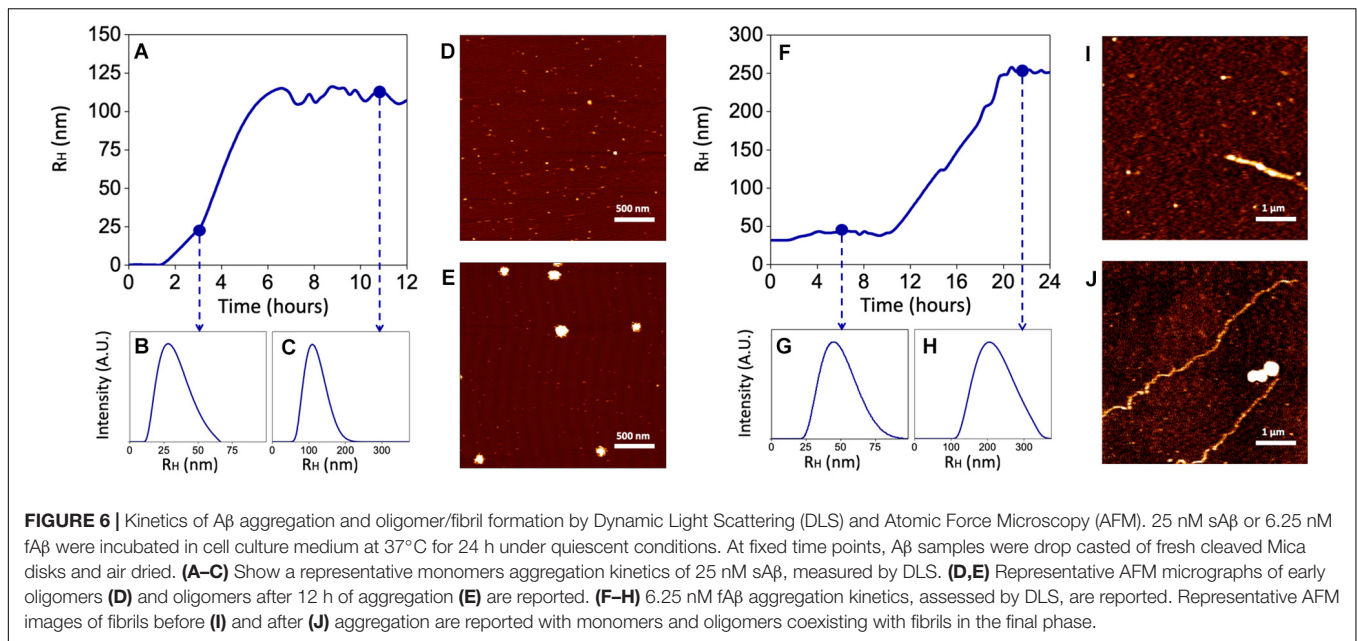 A
150
125
100
75
50
25
0
RH (nm)
0 2 4 6 8 10 12
Time (hours)
B
C
Intensity (A.U.)
0 25 50 75
RH (nm)
0 100 200 300
RH (nm)
D
500 nm
E
500 nm
F
300
250
200
150
100
50
0
RH (nm)
0 4 8 12 16 20 24
Time (hours)
G
H
Intensity (A.U.)
0 25 50 75
RH (nm)
0 100 200 300
RH (nm)
I
1 µm
J
1 µm
FIGURE 6 | Kinetics of Aβ aggregation and oligomer/fibril formation by Dynamic Light Scattering (DLS) and Atomic Force Microscopy (AFM). 25 nM sAβ or 6.25 nM
fAβ were incubated in cell culture medium at 37°C for 24 h under quiescent conditions. At fixed time points, Aβ samples were drop casted of fresh cleaved Mica
disks and air dried. (A–C) Show a representative monomers aggregation kinetics of 25 nM sAβ, measured by DLS. (D,E) Representative AFM micrographs of early
oligomers (D) and oligomers after 12 h of aggregation (E) are reported. (F–H) 6.25 nM fAβ aggregation kinetics, assessed by DLS, are reported. Representative AFM
images of fibrils before (I) and after (J) aggregation are reported with monomers and oligomers coexisting with fibrils in the final phase.